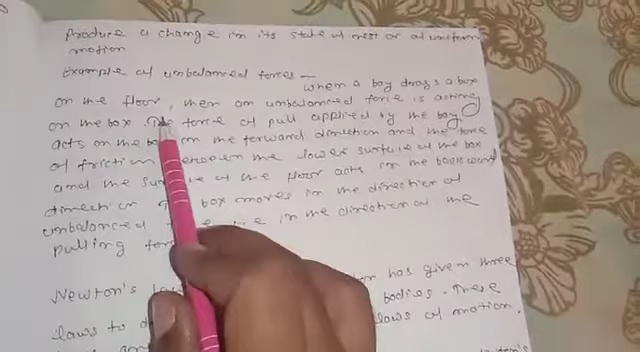 Produce a change in its state of rest or of uniform
motion
Example of unbalanced forces —
when a boy drags a box
on the floor, then an unbalanced force is acting
on the box. The force of pull applied by the boy
acts on the box in the forward direction and the force
of friction between the lower surface of the box
and the surface of the floor acts in the backward
direction box moves in the direction of
unbalanced in the direction of the
pulling
Newton's has given three
laws to bodies. These
laws of motion.